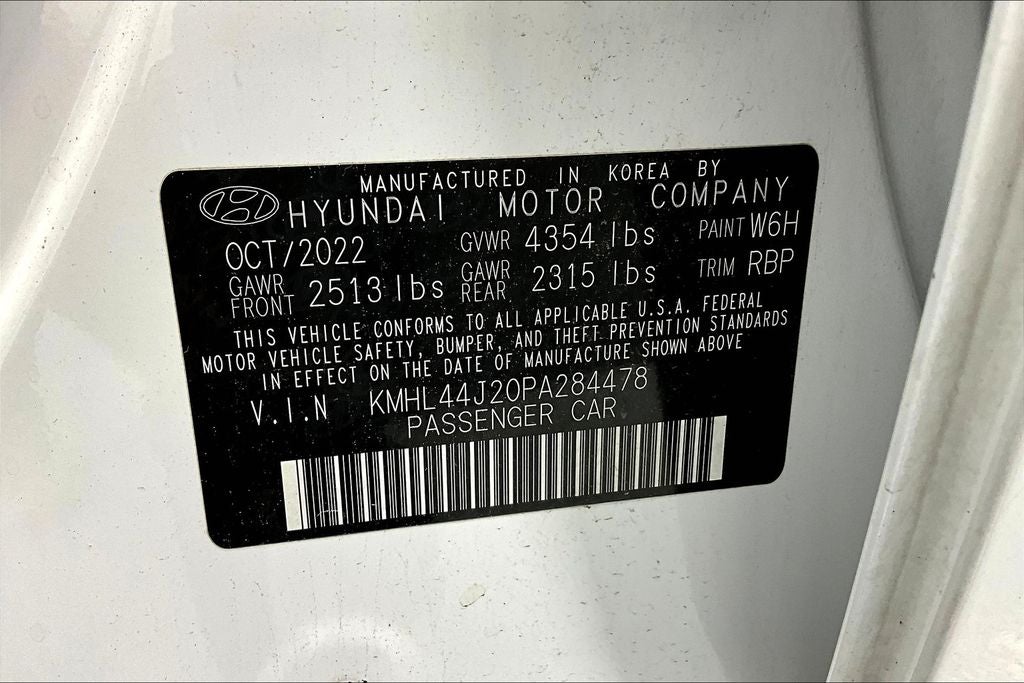 MANUFACTURED IN KOREA BY
HYUNDAI MOTOR COMPANY
OCT/2022 GVWR 4354 lbs PAINT W6H
GAWR FRONT 2513 lbs GAWR REAR 2315 lbs TRIM RBP
THIS VEHICLE CONFORMS TO ALL APPLICABLE U.S.A. FEDERAL
MOTOR VEHICLE SAFETY, BUMPER, AND THEFT PREVENTION STANDARDS
IN EFFECT ON THE DATE OF MANUFACTURE SHOWN ABOVE
V.I.N KMHL44J20PA284478
PASSENGER CAR